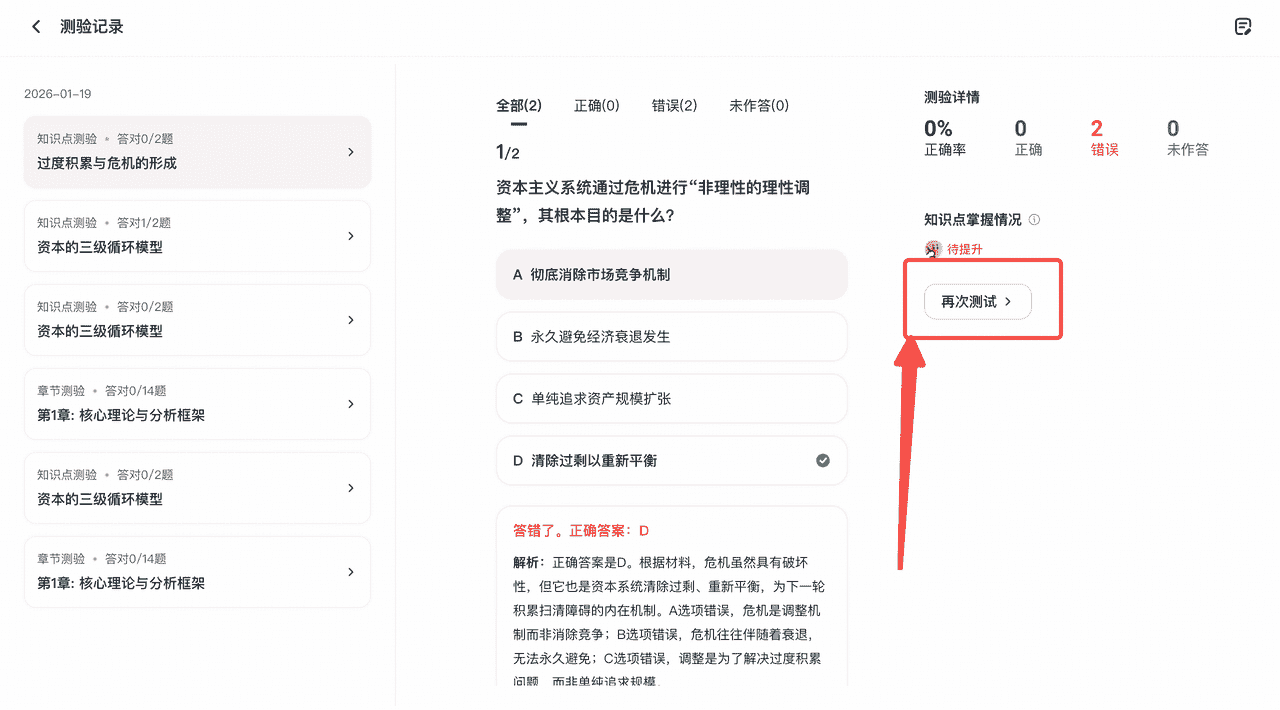 测验记录
2026-01-19
知识点测验 • 答对0/2题
过度积累与危机的形成
知识点测验 • 答对1/2题
资本的三级循环模型
知识点测验 • 答对0/2题
资本的三级循环模型
章节测验 • 答对0/14题
第1章: 核心理论与分析框架
知识点测验 • 答对0/2题
资本的三级循环模型
章节测验 • 答对0/14题
第1章: 核心理论与分析框架
全部(2) 正确(0) 错误(2) 未作答(0)
1/2
资本主义系统通过危机进行“非理性的理性调
整”，其根本目的是什么?
A 彻底消除市场竞争机制
B 永久避免经济衰退发生
C 单纯追求资产规模扩张
D 清除过剩以重新平衡
答错了。正确答案：D
解析：正确答案是D。根据材料，危机虽然具有破坏
性，但它也是资本系统清除过剩、重新平衡，为下一轮
积累扫清障碍的内在机制。A选项错误，危机是调整机
制而非消除竞争；B选项错误，危机往往伴随着衰退，
无法永久避免；C选项错误，调整是为了解决过度积累
问题，而非单纯追求规模。
测验详情
0% 0 2 0
正确率 正确 错误 未作答
知识点掌握情况
待提升
再次测试